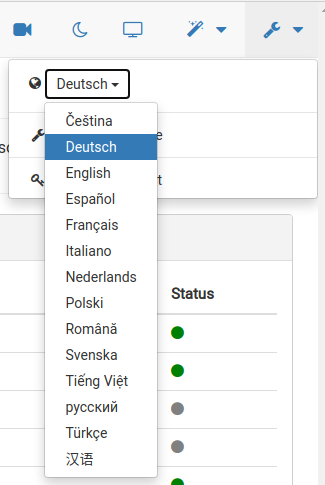 Deutsch
Čeština
Deutsch
English
Español
Français
Italiano
Nederlands
Polski
Status
Română
Svenska
Tiếng Việt
русский
Türkçe
汉语